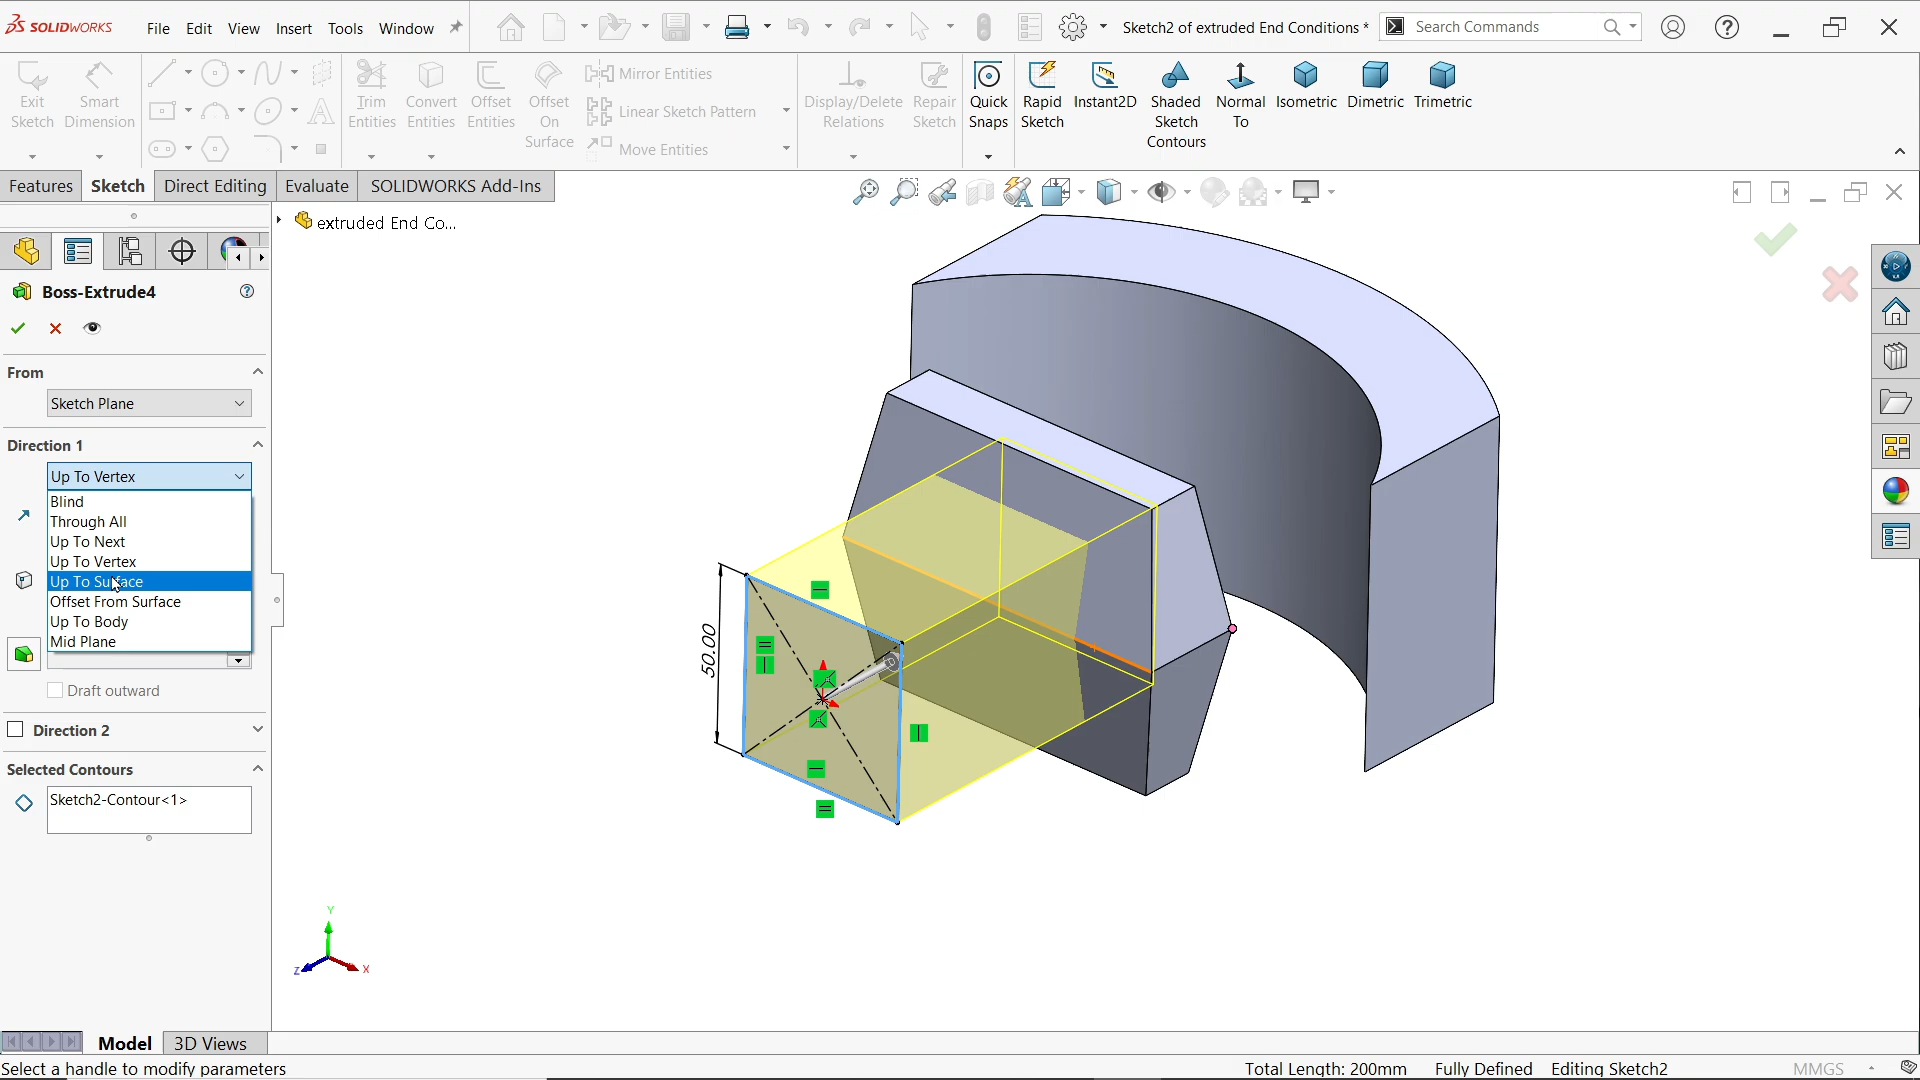 SOLIDWORKS
File Edit View Insert Tools Window
Sketch2 of extruded End Conditions *
Search Commands
Exit Sketch
Smart Dimension
Trim Entities
Convert Entities
Offset Entities
Offset On Surface
Mirror Entities
Linear Sketch Pattern
Move Entities
Display/Delete Relations
Repair Sketch
Quick Snaps
Rapid Sketch
Instant2D
Shaded Sketch Contours
Normal To
Isometric
Dimetric
Trimetric
Features Sketch Direct Editing Evaluate SOLIDWORKS Add-Ins
extruded End Co...
Boss-Extrude4
From
Sketch Plane
Direction 1
Up To Vertex
Blind
Through All
Up To Next
Up To Vertex
Up To Surface
Offset From Surface
Up To Body
Mid Plane
Draft outward
Direction 2
Selected Contours
Sketch2-Contour<1>
50.00
Y
Z
X
Model 3D Views
Select a handle to modify parameters
Total Length: 200mm Fully Defined Editing Sketch2 MMGS